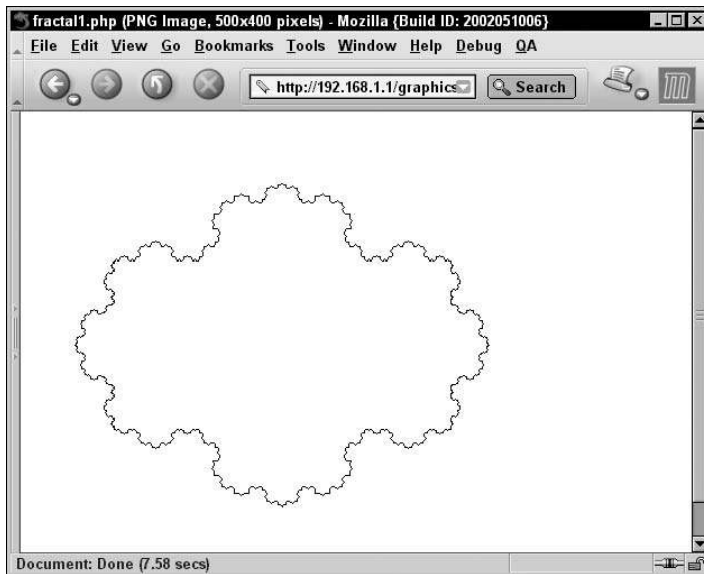 fractal1.php (PNG Image, 500x400 pixels) - Mozilla {Build ID: 2002051006}
File Edit View Go Bookmarks Tools Window Help Debug QA
http://192.168.1.1/graphics Search
Document: Done (7.58 secs)